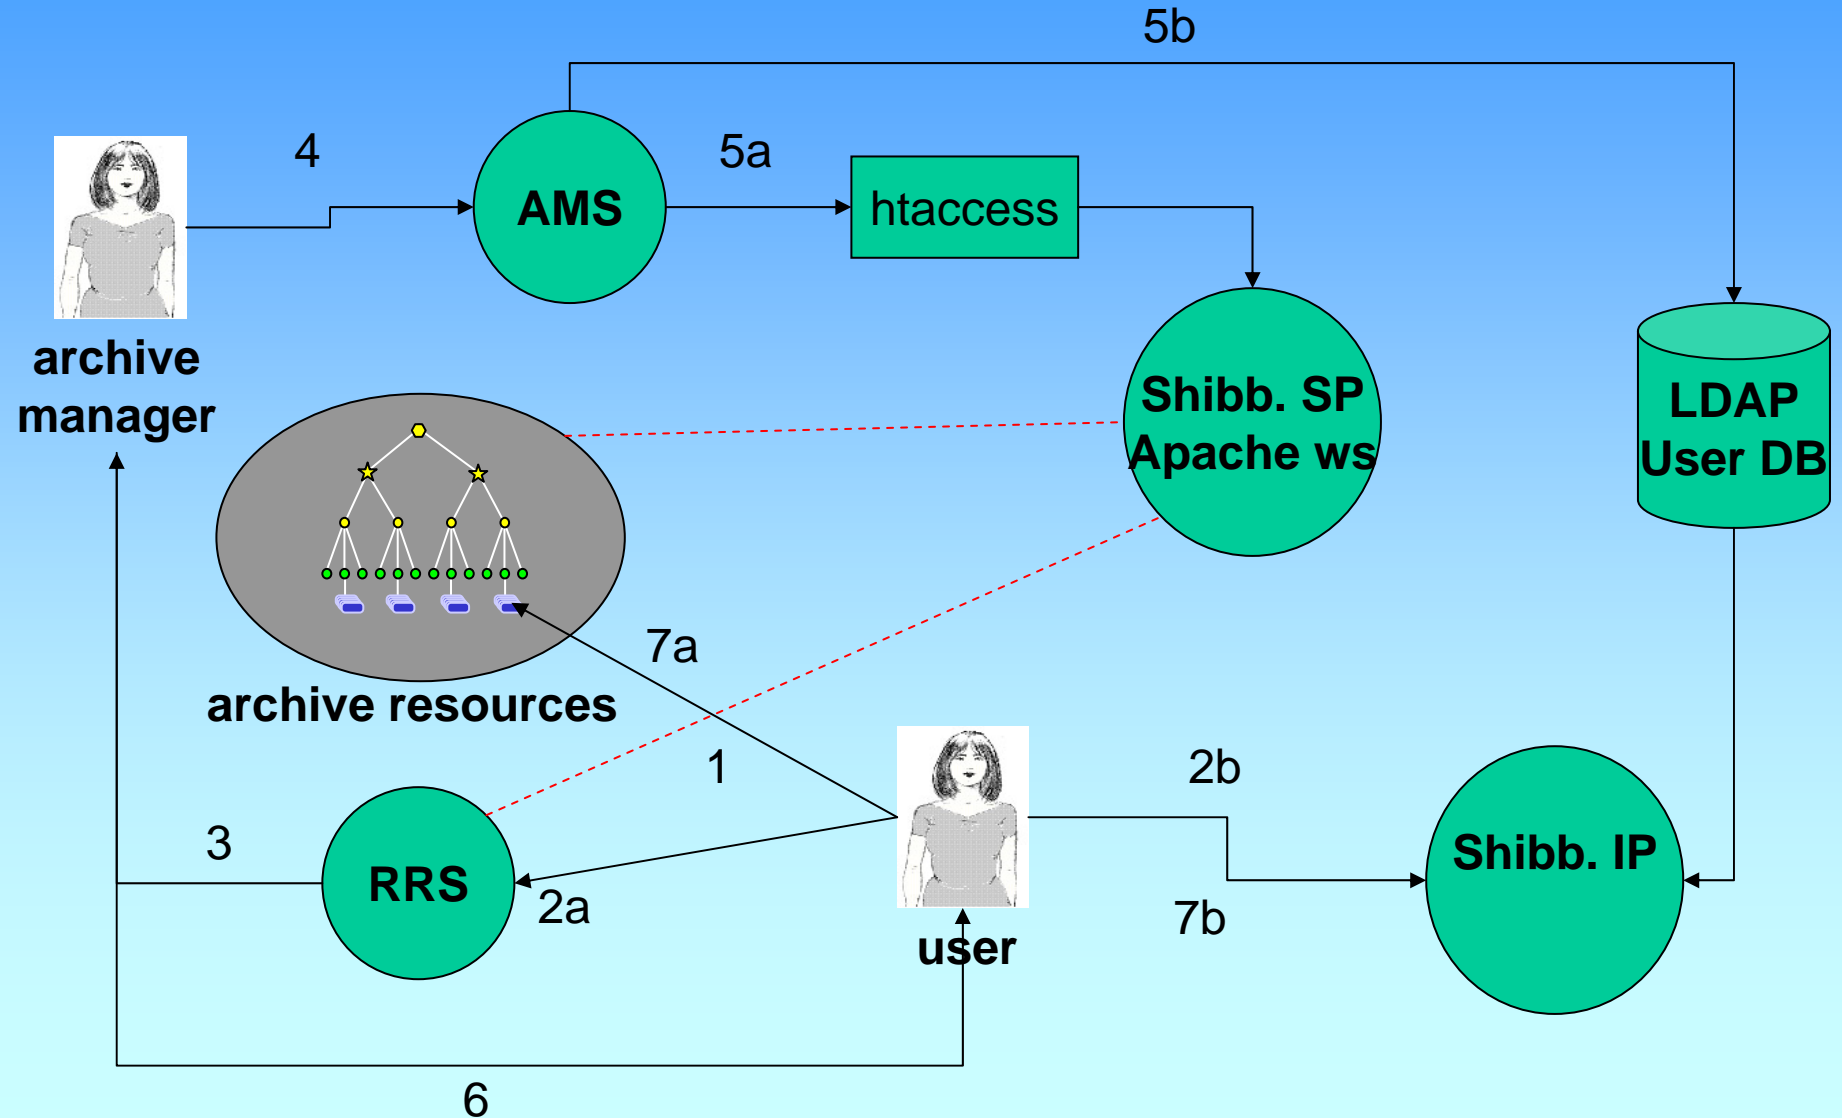 5b
4
5a
AMS
htaccess
archive
manager
Shibb. SP
Apache ws
LDAP
User DB
7a
archive resources
1
2b
3
RRS
2a
Shibb. IP
7b
user
6